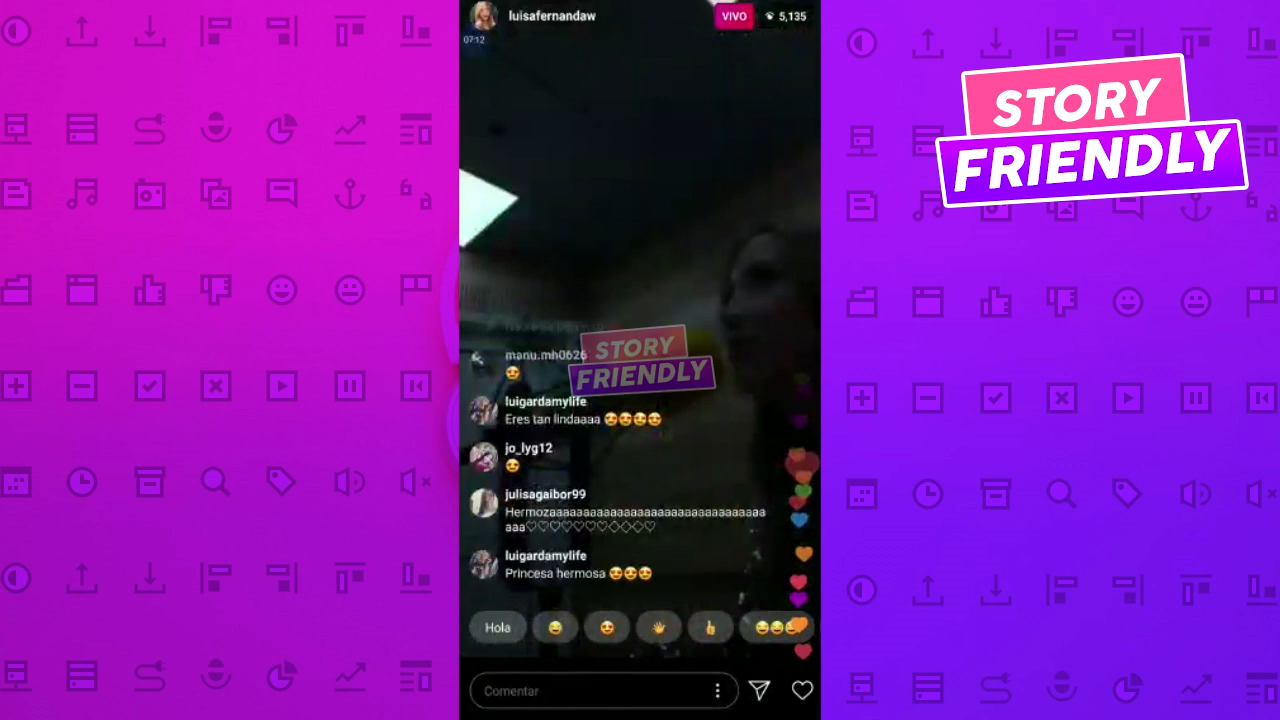 luisafernandaw
VIVO
5,135
07:12
STORY
FRIENDLY
manu.mh0626
STORY
FRIENDLY
luigardamylife
Eres tan lindaaaa 😍😍😍😍
jo_lyg12
😍
julisagaibor99
Hermozaaaaaaaaaaaaaaaaaaaaaaaaaaaaaaaa
aaa♡♡♡♡♡♡♡◇◇◇♡
luigardamylife
Princesa hermosa 😍😍😍
Hola
Comentar